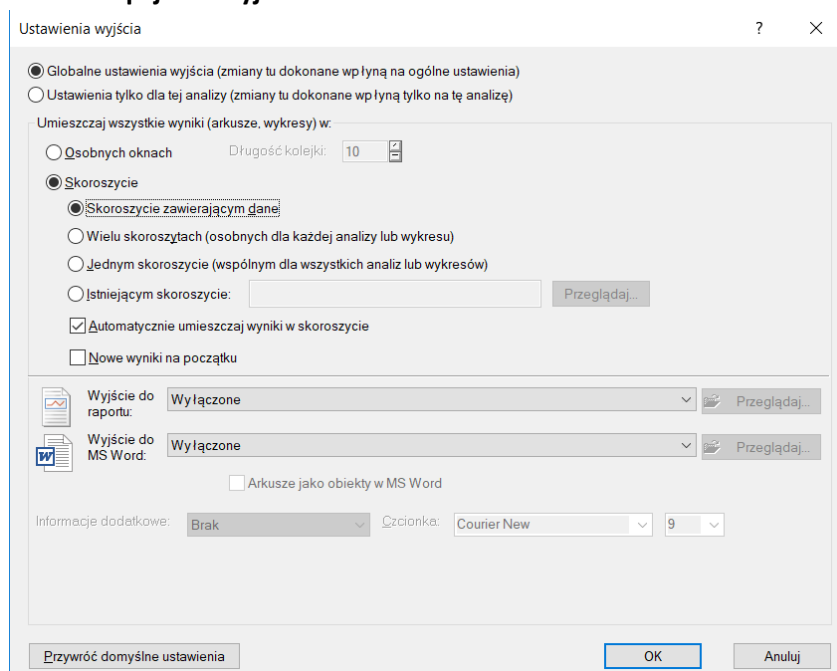 Ustawienia wyjścia ?
Globalne ustawienia wyjścia (zmiany tu dokonane wpłyną na ogólne ustawienia)
Ustawienia tylko dla tej analizy (zmiany tu dokonane wpłyną tylko na tę analizę)
Umieszczaj wszystkie wyniki (arkusze, wykresy) w:
Osobnych oknach Długość kolejki: 10
Skoroszycie
Skoroszycie zawierającym dane
Wielu skoroszytach (osobnych dla każdej analizy lub wykresu)
Jednym skoroszycie (wspólnym dla wszystkich analiz lub wykresów)
Istniejącym skoroszycie: Przeglądaj...
Automatycznie umieszczaj wyniki w skoroszycie
Nowe wyniki na początku
Wyjście do raportu: Wyłączone Przeglądaj...
Wyjście do MS Word: Wyłączone Przeglądaj...
Arkusze jako obiekty w MS Word
Informacje dodatkowe: Brak Czcionka: Courier New 9
Przywróć domyślne ustawienia OK Anuluj